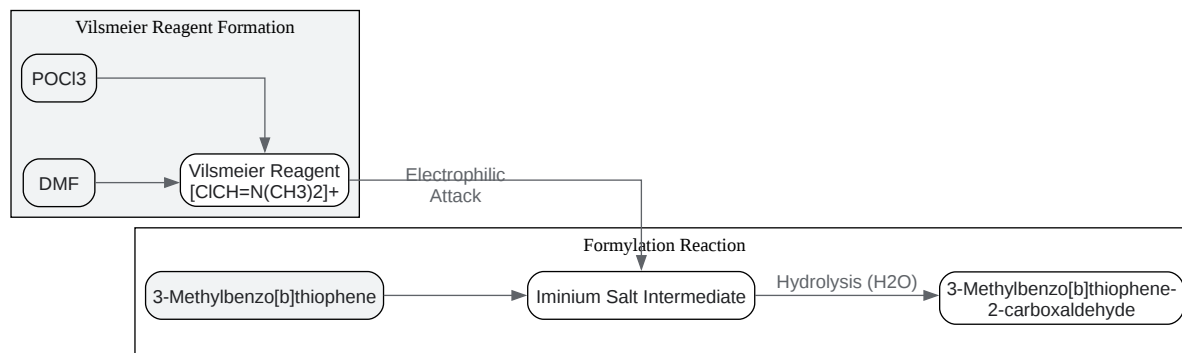 Vilsmeier Reagent Formation
POCl3
DMF
Vilsmeier Reagent
[ClCH=N(CH3)2]+
Electrophilic
Attack
Formylation Reaction
3-Methylbenzo[b]thiophene
Iminium Salt Intermediate
Hydrolysis (H2O)
3-Methylbenzo[b]thiophene-
2-carboxaldehyde